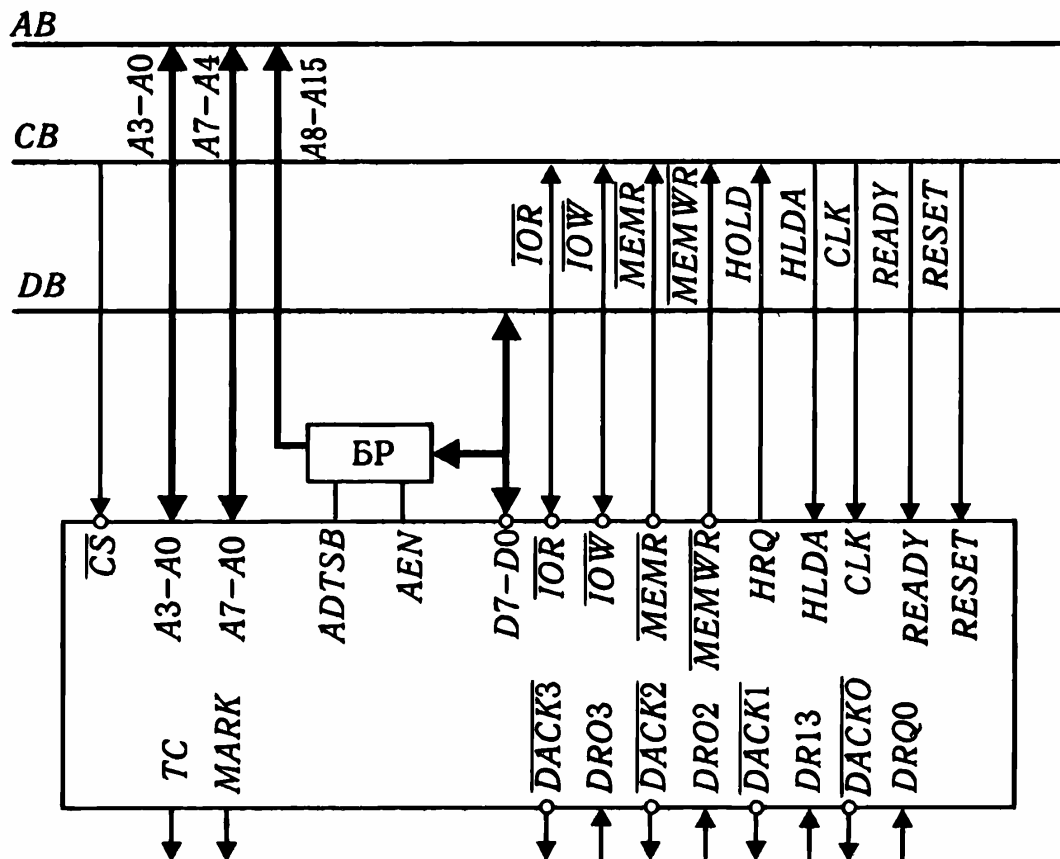 AB
A3-A0
A7-A4
A8-A15
CB
IOR
IOW
MEMR
MEMWR
HOLD
HLDA
CLK
READY
RESET
DB
БР
CS
A3-A0
A7-A0
ADTSB
AEN
D7-D0
IOR
IOW
MEMR
MEMWR
HRQ
HLDA
CLK
READY
RESET
TC
MARK
DACK3
DRO3
DACK2
DRO2
DACK1
DR13
DACKO
DRQ0